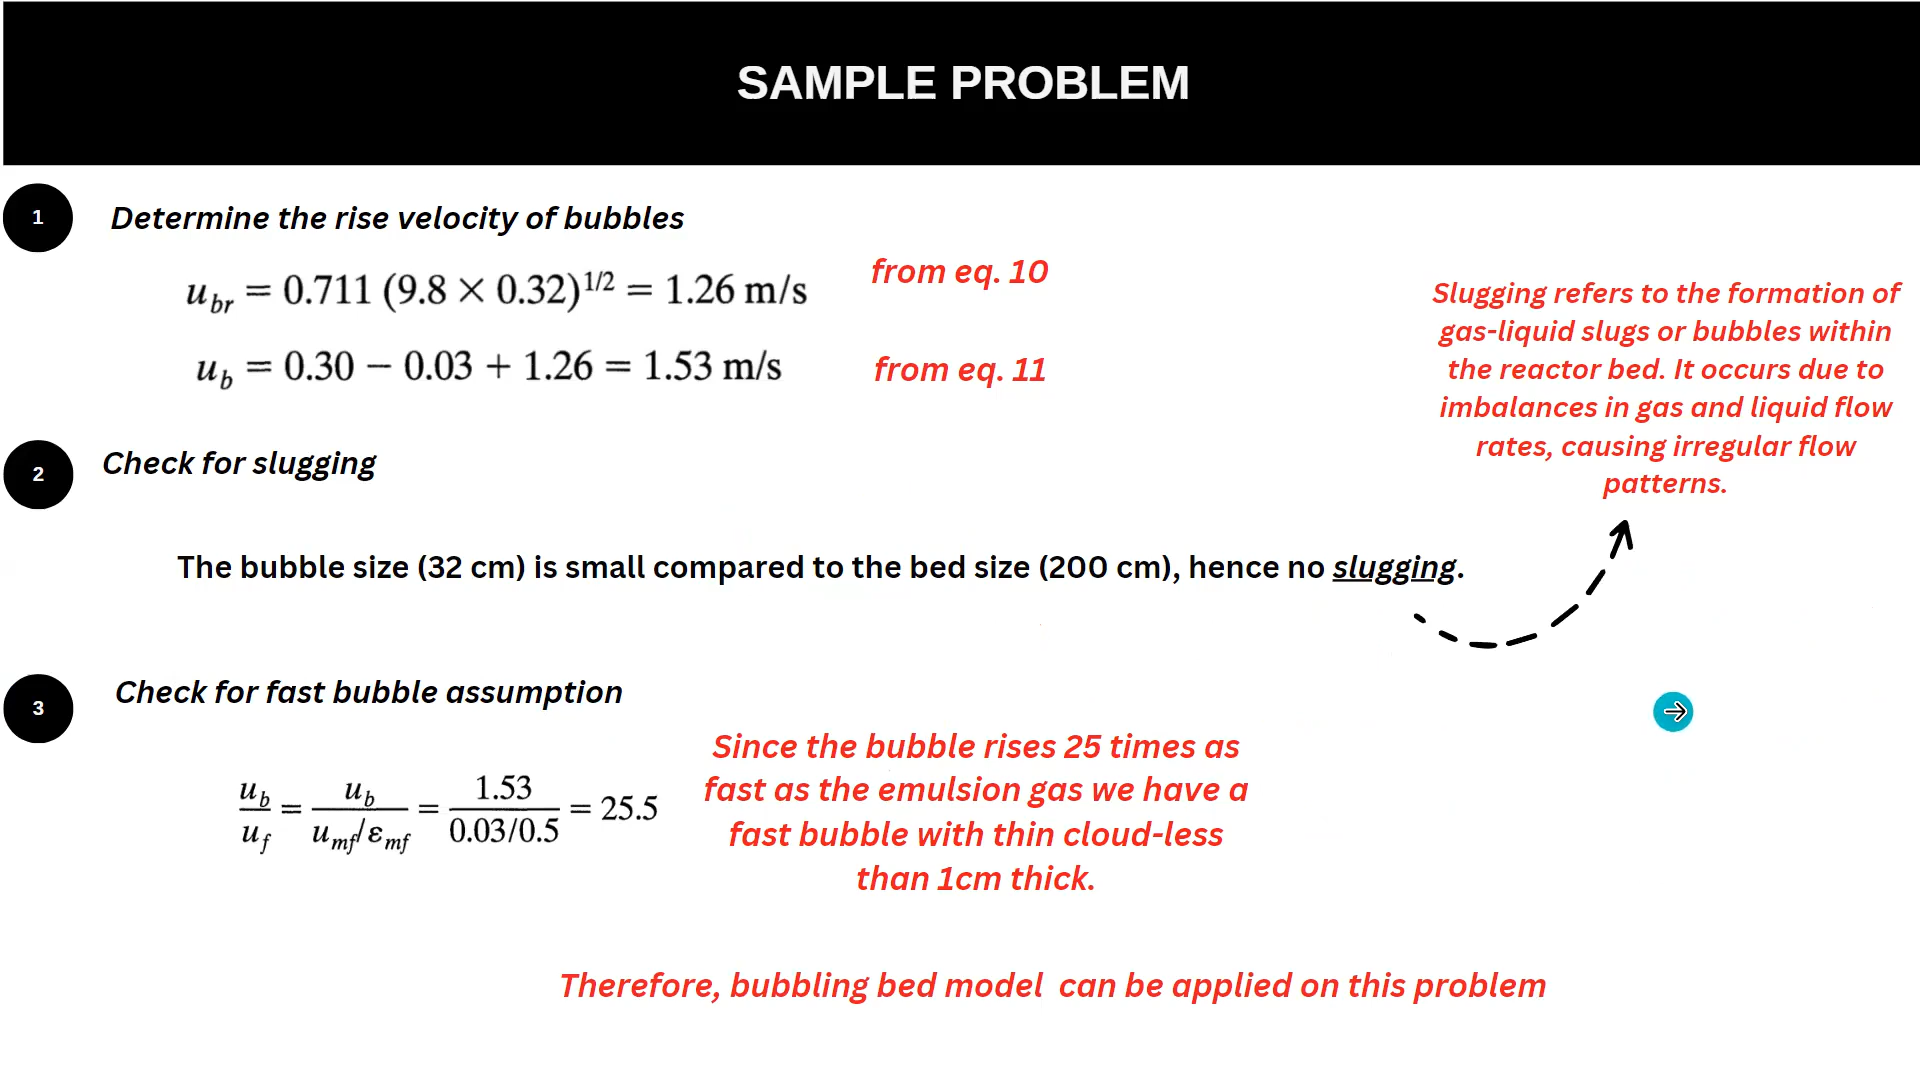 SAMPLE PROBLEM
1
Determine the rise velocity of bubbles
u_br = 0.711 (9.8 × 0.32)^1/2 = 1.26 m/s
from eq. 10
u_b = 0.30 − 0.03 + 1.26 = 1.53 m/s
from eq. 11
Slugging refers to the formation of
gas-liquid slugs or bubbles within
the reactor bed. It occurs due to
imbalances in gas and liquid flow
rates, causing irregular flow
patterns.
2
Check for slugging
The bubble size (32 cm) is small compared to the bed size (200 cm), hence no slugging.
3
Check for fast bubble assumption
u_b/u_f = u_b/(u_mf/ε_mf) = 1.53/(0.03/0.5) = 25.5
Since the bubble rises 25 times as
fast as the emulsion gas we have a
fast bubble with thin cloud-less
than 1cm thick.
Therefore, bubbling bed model can be applied on this problem